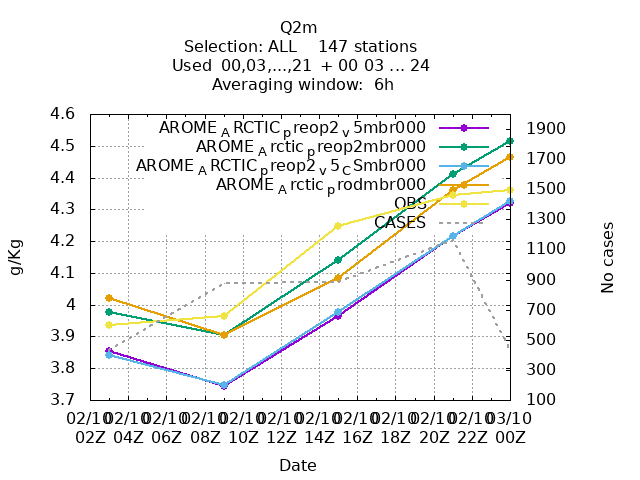 Q2m
Selection: ALL    147 stations
Used  00,03,...,21  + 00 03 ... 24
Averaging window:  6h
AROME_ARCTIC_preop2_v5mbr000
AROME_Arctic_preop2mbr000
AROME_ARCTIC_preop2_v5_CSmbr000
AROME_Arctic_prodmbr000
OBS
CASES
g/Kg
4.6
4.5
4.4
4.3
4.2
4.1
4
3.9
3.8
3.7
No cases
1900
1700
1500
1300
1100
900
700
500
300
100
02/10 02/10 02/10 02/10 02/10 02/10 02/10 02/10 02/10 02/10 02/10 03/10
02Z 04Z 06Z 08Z 10Z 12Z 14Z 16Z 18Z 20Z 22Z 00Z
Date